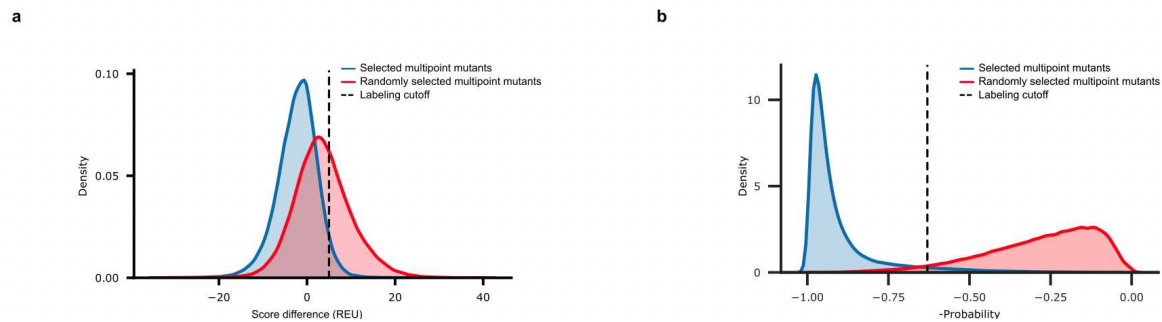 a
Selected multipoint mutants
Randomly selected multipoint mutants
Labeling cutoff
0.10
0.05
0.00
Density
−20
0
20
40
Score difference (REU)
b
Selected multipoint mutants
Randomly selected multipoint mutants
Labeling cutoff
10
5
0
Density
−1.00
−0.75
−0.50
−0.25
0.00
-Probability